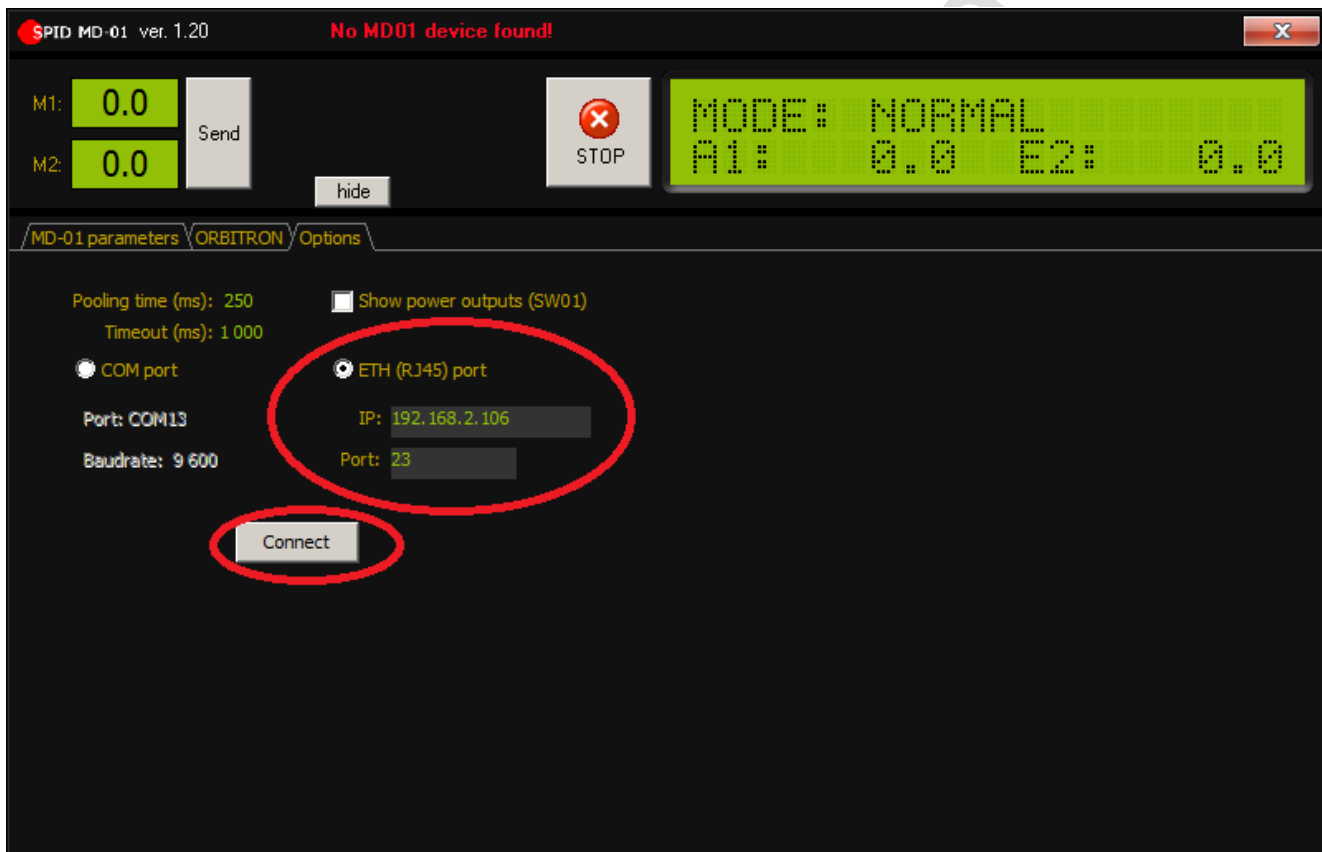 SPID MD-01 ver. 1.20 No MD01 device found!
M1: 0.0
Send
M2: 0.0
hide
STOP
MODE: NORMAL
A1: 0.0 E2: 0.0
MD-01 parameters ORBITRON Options
Pooling time (ms): 250 Show power outputs (SW01)
Timeout (ms): 1 000
COM port ETH (RJ45) port
Port: COM13 IP: 192.168.2.106
Baudrate: 9 600 Port: 23
Connect